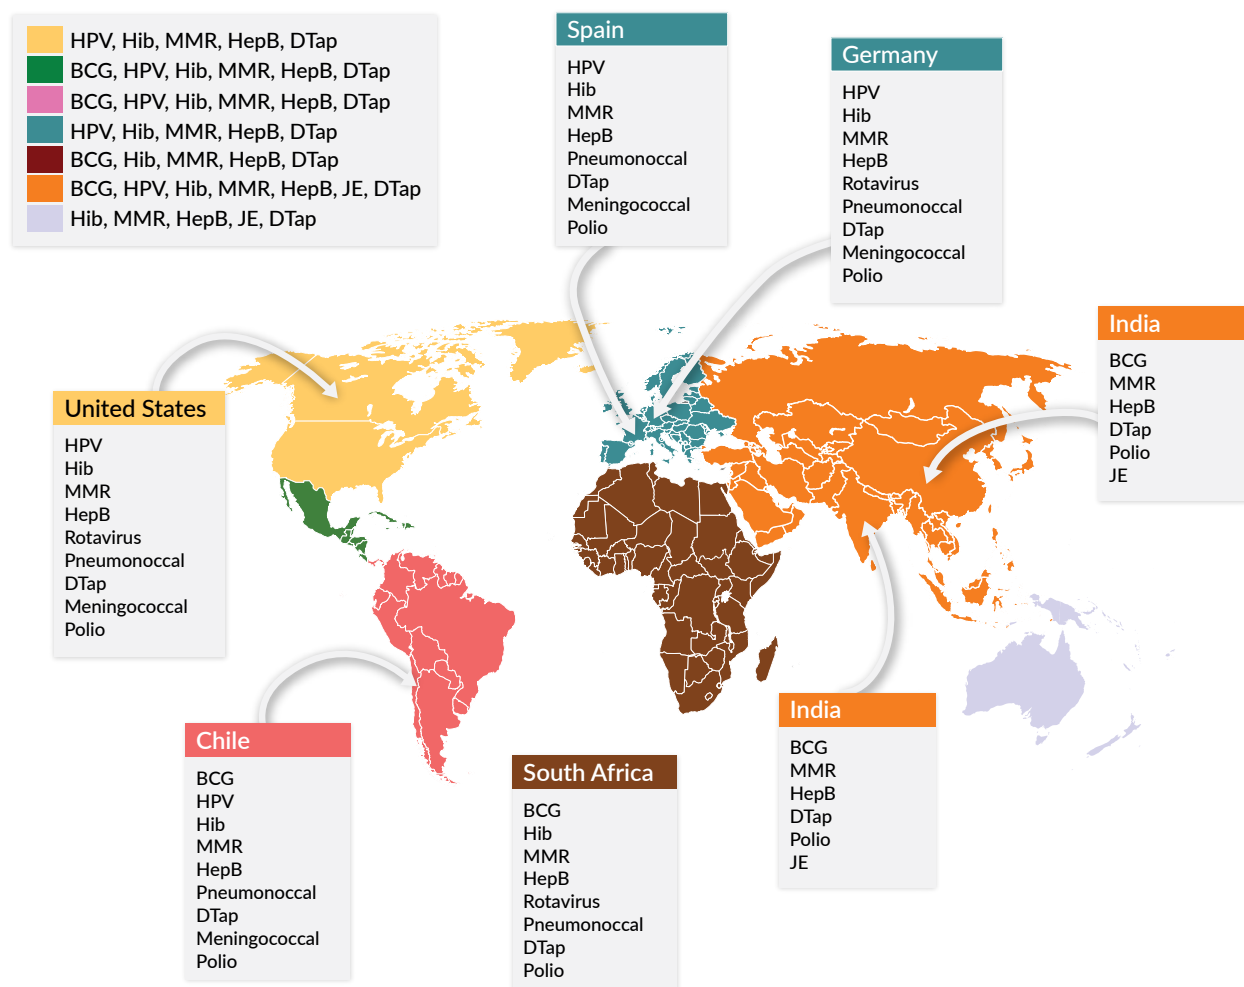 HPV, Hib, MMR, HepB, DTap
BCG, HPV, Hib, MMR, HepB, DTap
BCG, HPV, Hib, MMR, HepB, DTap
HPV, Hib, MMR, HepB, DTap
BCG, Hib, MMR, HepB, DTap
BCG, HPV, Hib, MMR, HepB, JE, DTap
Hib, MMR, HepB, JE, DTap
Spain
HPV
Hib
MMR
HepB
Pneumonoccal
DTap
Meningococcal
Polio
Germany
HPV
Hib
MMR
HepB
Rotavirus
Pneumonoccal
DTap
Meningococcal
Polio
India
BCG
MMR
HepB
DTap
Polio
JE
United States
HPV
Hib
MMR
HepB
Rotavirus
Pneumonoccal
DTap
Meningococcal
Polio
Chile
BCG
HPV
Hib
MMR
HepB
Pneumonoccal
DTap
Meningococcal
Polio
South Africa
BCG
Hib
MMR
HepB
Rotavirus
Pneumonoccal
DTap
Polio
India
BCG
MMR
HepB
DTap
Polio
JE